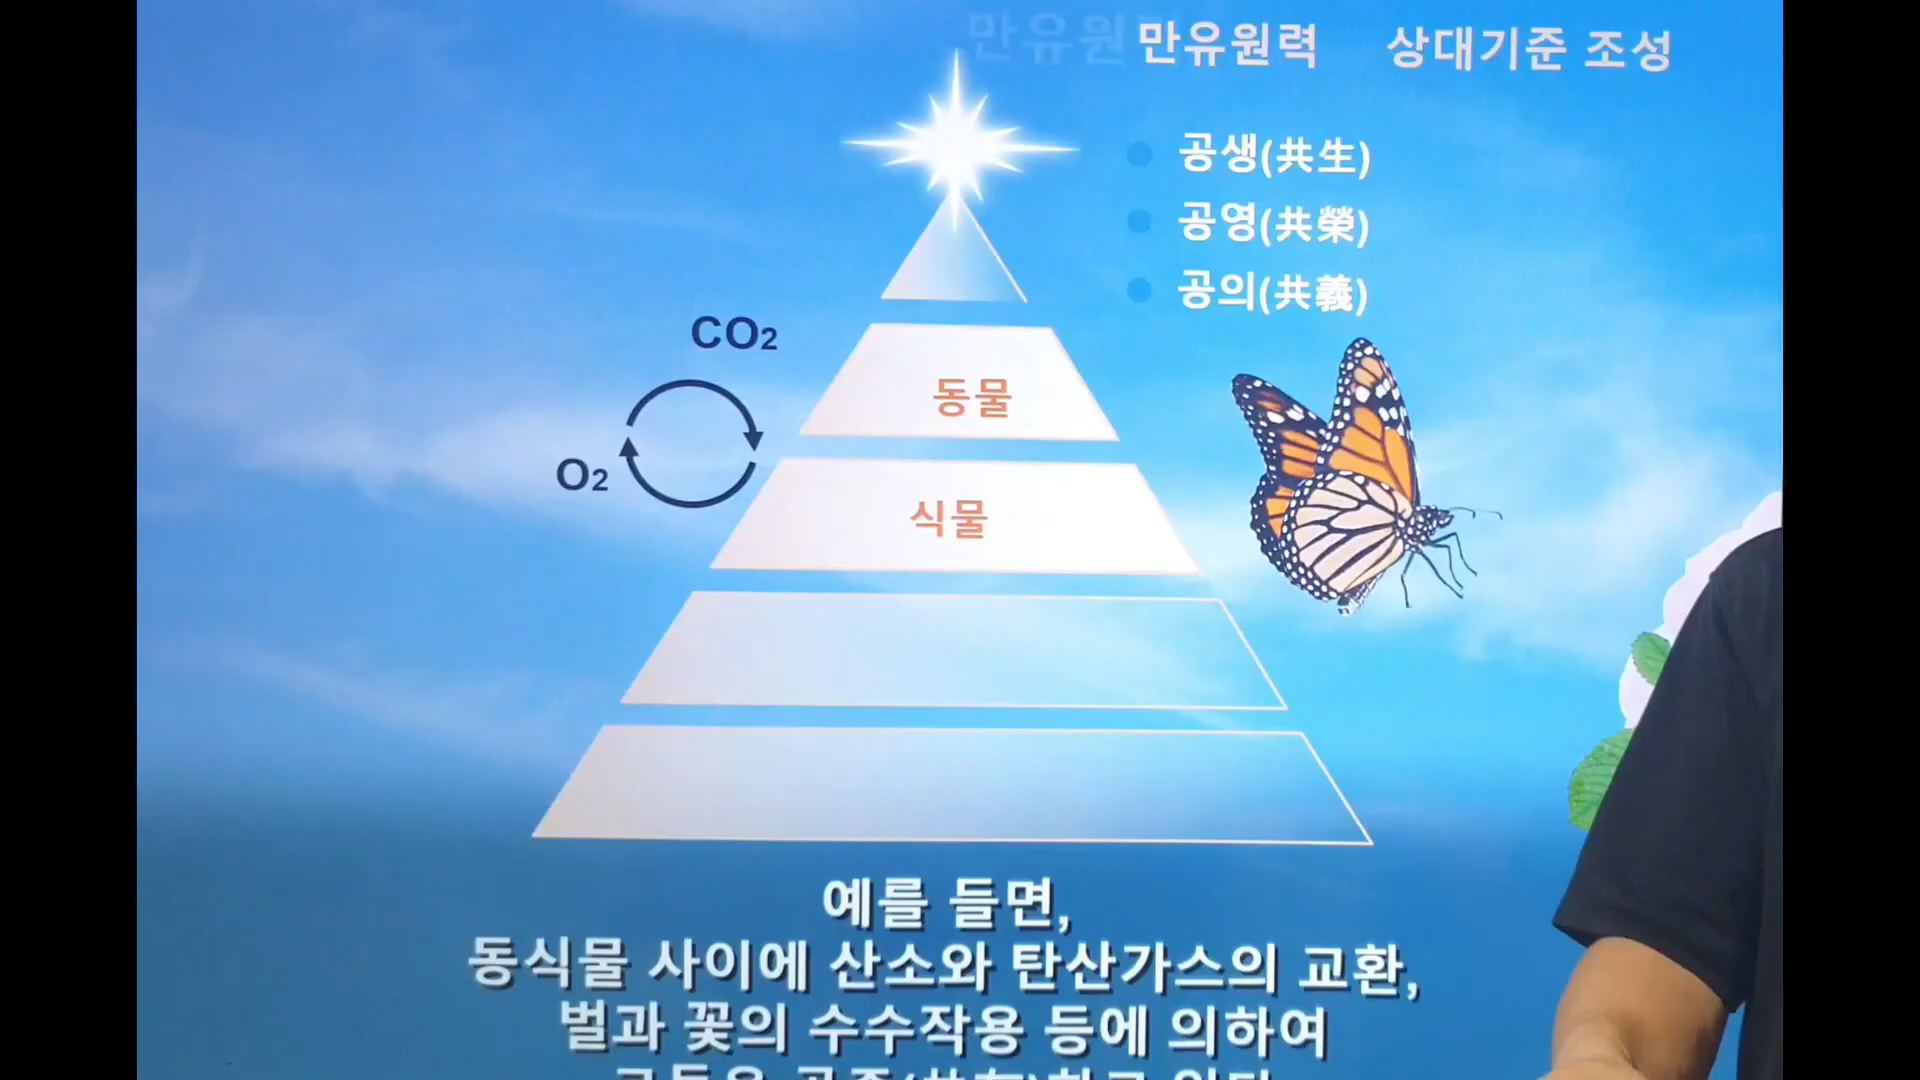 만유원력 상대기준 조성
공생(共生)
공영(共榮)
공의(共義)
CO2
O2
동물
식물
예를 들면,
동식물 사이에 산소와 탄산가스의 교환,
벌과 꽃의 수수작용 등에 의하여